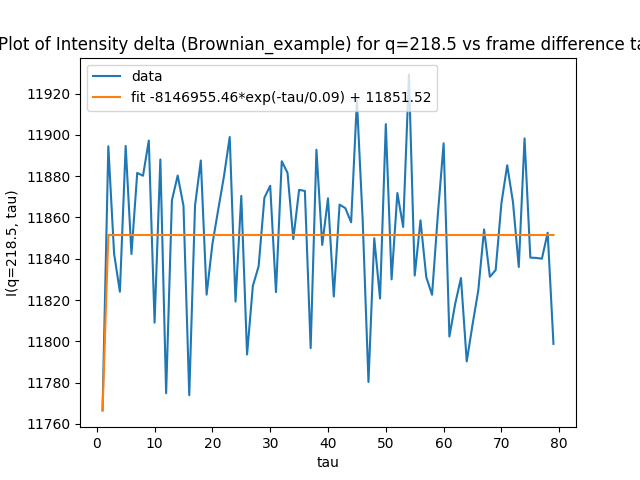 Plot of Intensity delta (Brownian_example) for q=218.5 vs frame difference ta
data
fit -8146955.46*exp(-tau/0.09) + 11851.52
I(q=218.5, tau)
11920
11900
11880
11860
11840
11820
11800
11780
11760
0 10 20 30 40 50 60 70 80
tau